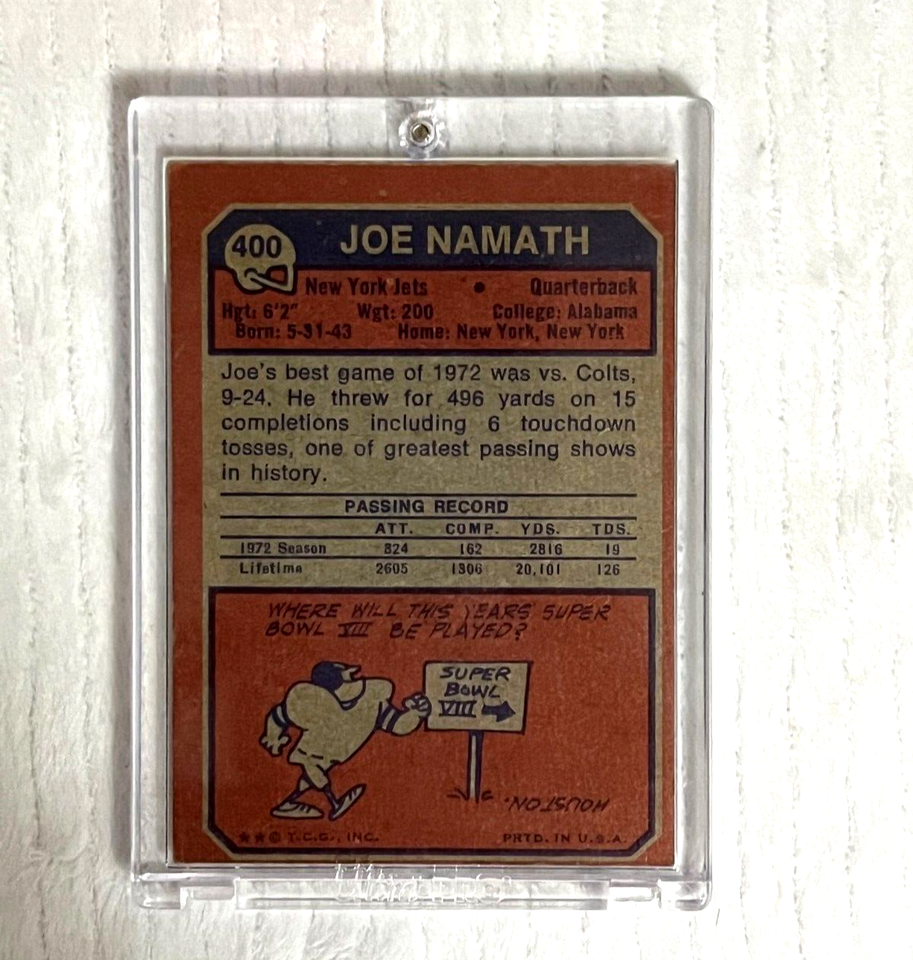 400
JOE NAMATH
New York Jets • Quarterback
Hgt: 6'2" Wgt: 200 College: Alabama
Born: 5-31-43 Home: New York, New York
Joe's best game of 1972 was vs. Colts,
9-24. He threw for 496 yards on 15
completions including 6 touchdown
tosses, one of greatest passing shows
in history.
PASSING RECORD
ATT. COMP. YDS. TDS.
1972 Season 324 162 2816 19
Lifetime 2605 1306 20,101 126
WHERE WILL THIS YEARS SUPER
BOWL VIII BE PLAYED?
SUPER
BOWL
VIII
HOUSTON.
★★© T.C.G., INC. PRTD. IN U.S.A.